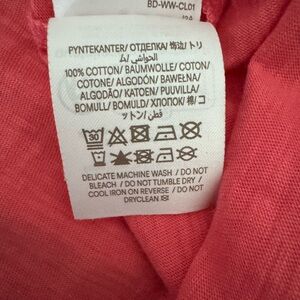 BD-WW-CL01
PYNTEKANTER/ ОТДЕЛКА/ 饰边/ トリ
ム/ الحواشي
100% COTTON/ BAUMWOLLE/ COTON/
COTONE/ ALGODÓN/ BAWEŁNA/
ALGODÃO/ KATOEN/ PUUVILLA/
BOMULL/ BOMULD/ ХЛОПОК/ 棉/ コ
ットン/ قطن
30
DELICATE MACHINE WASH / DO NOT
BLEACH / DO NOT TUMBLE DRY /
COOL IRON ON REVERSE / DO NOT
DRYCLEAN